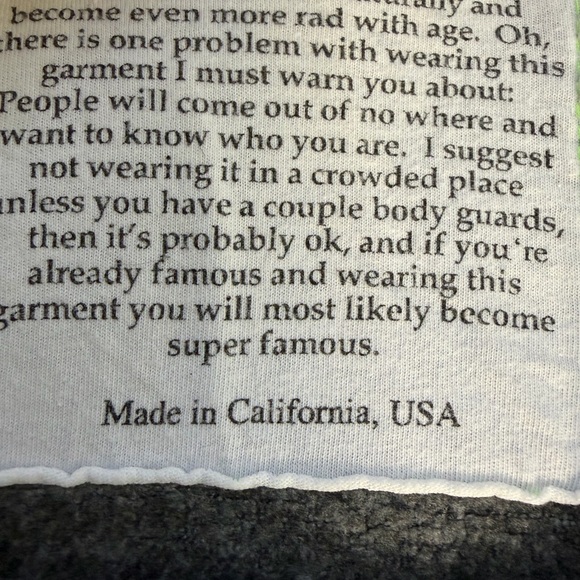 and
become even more rad with age. Oh,
there is one problem with wearing this
garment I must warn you about:
People will come out of no where and
want to know who you are. I suggest
not wearing it in a crowded place
unless you have a couple body guards,
then it's probably ok, and if you're
already famous and wearing this
garment you will most likely become
super famous.
Made in California, USA